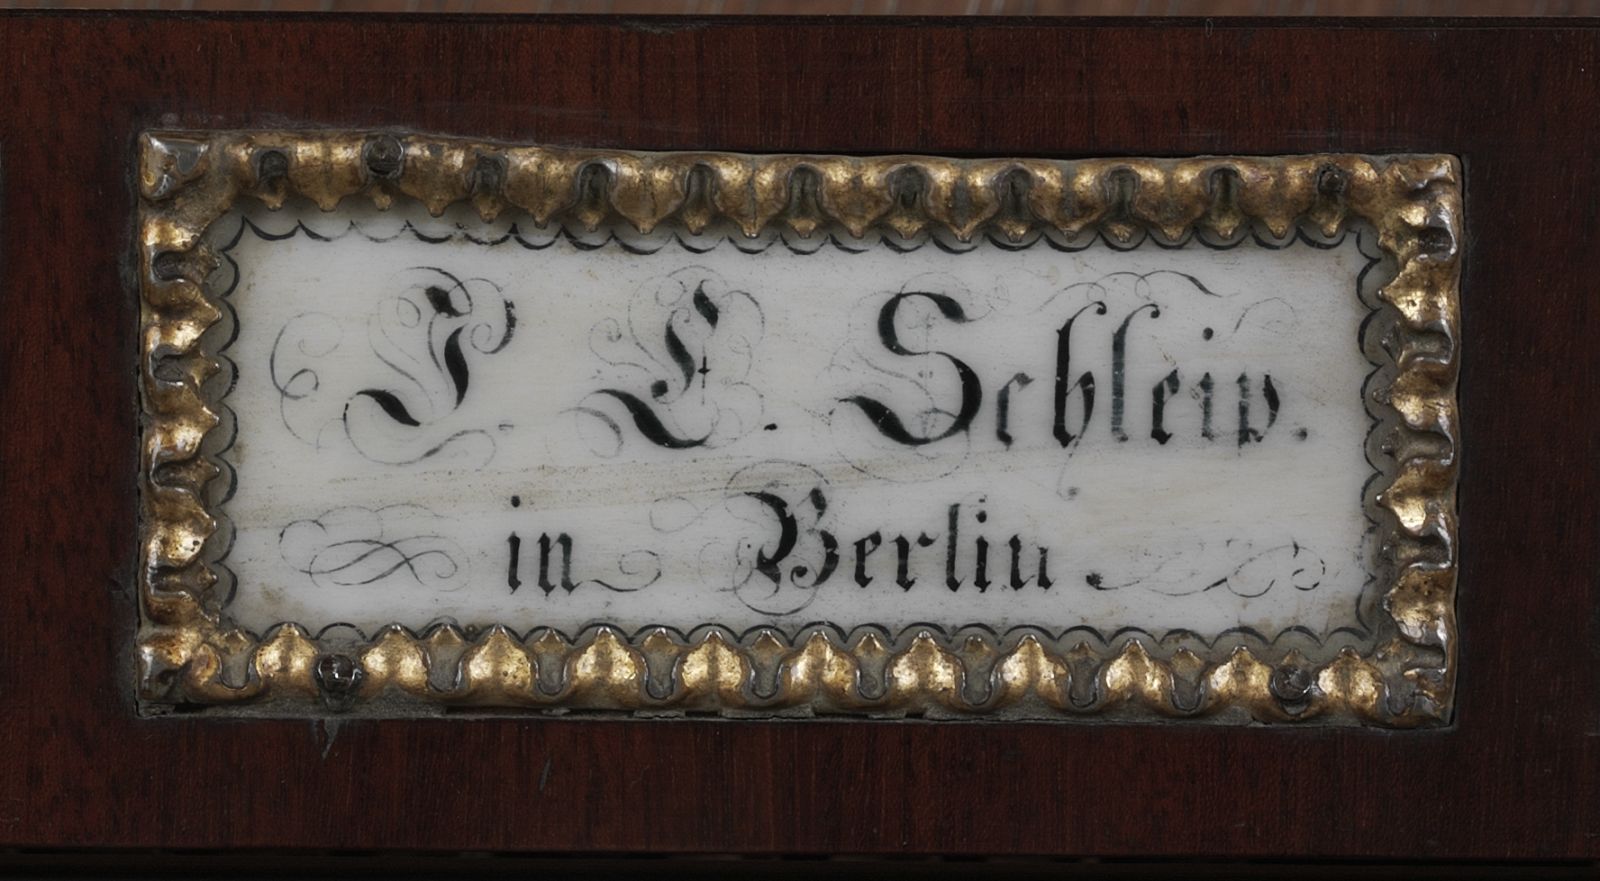 J. C. Schleip.
in Berlin.